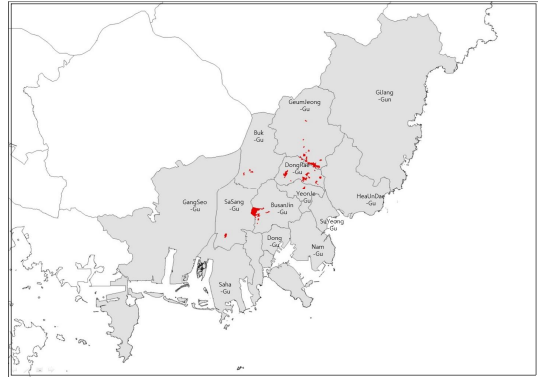 GiJang
-Gun
GeumJeong
-Gu
Buk
-Gu
DongRae
-Gu
GangSeo
-Gu
SaSang
-Gu
BusanJin
-Gu
YeonJe
-Gu
HeaUnDae
-Gu
SuYeong
-Gu
Dong
-Gu
Nam
-Gu
Saha
-Gu